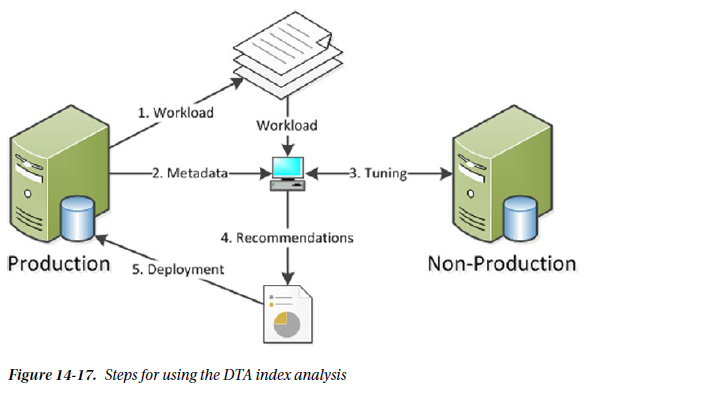 1. Workload
Workload
2. Metadata
3. Tuning
4. Recommendations
Production
Non-Production
5. Deployment
Figure 14-17. Steps for using the DTA index analysis